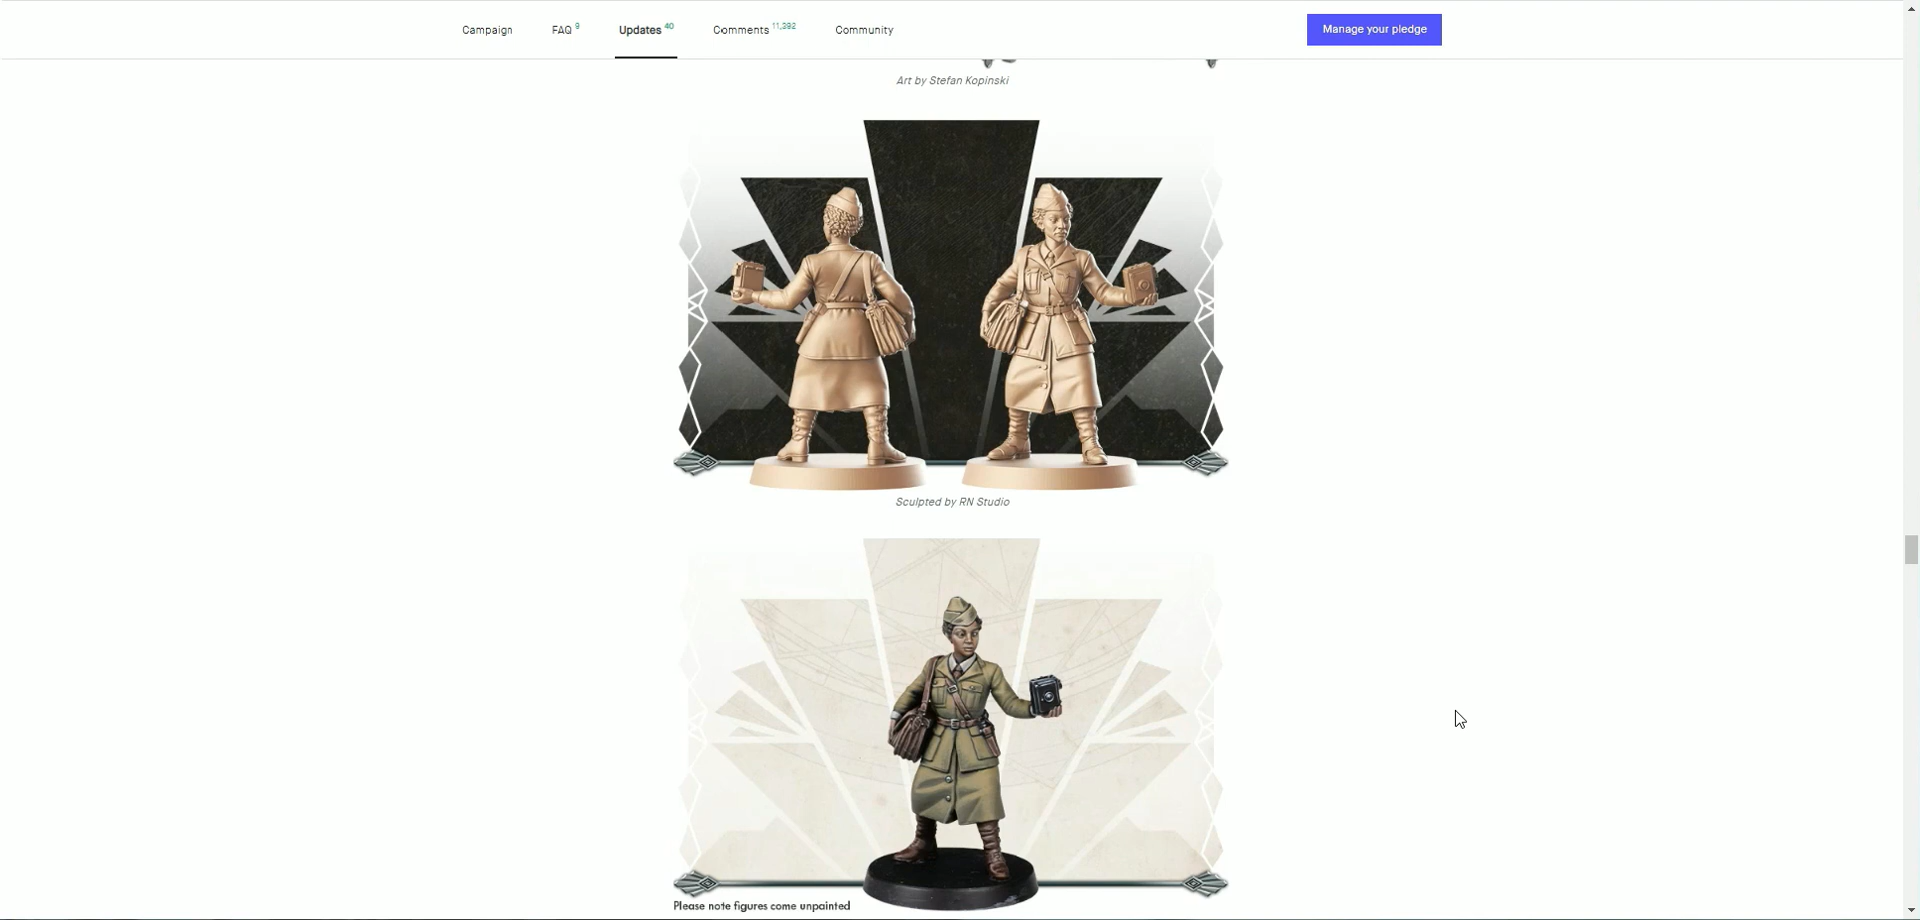 Campaign
FAQ 9
Updates 40
Comments 11,392
Community
Manage your pledge
Art by Stefan Kopinski
Sculpted by RN Studio
Please note figures come unpainted